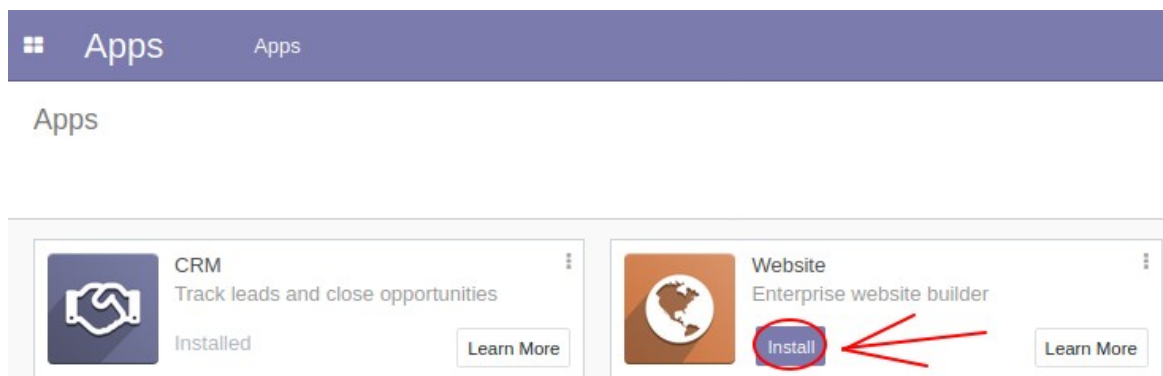 Apps Apps
Apps
CRM
Track leads and close opportunities
Installed Learn More
Website
Enterprise website builder
Install Learn More